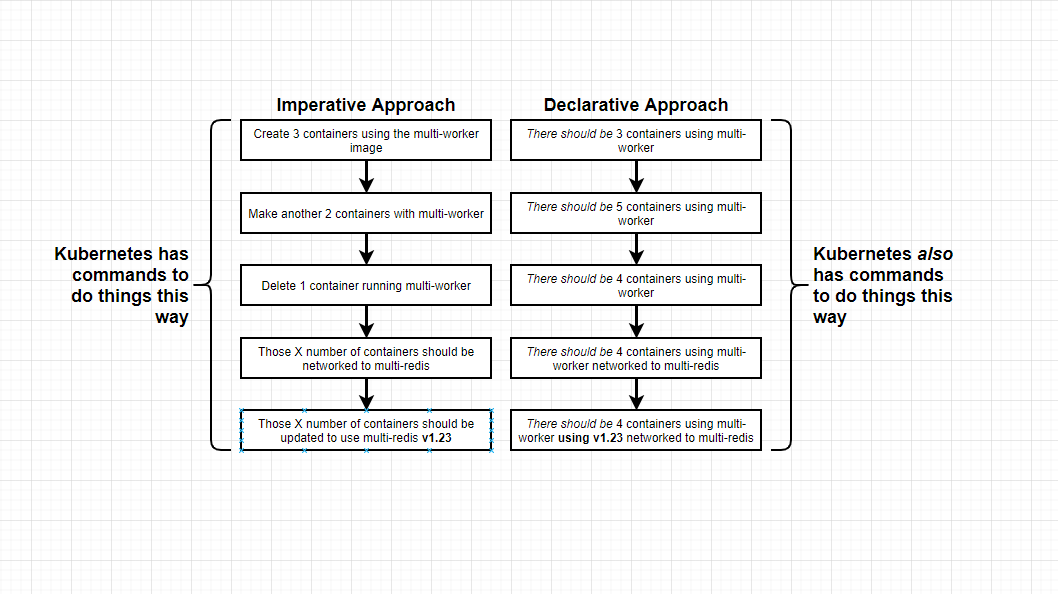 Imperative Approach
Create 3 containers using the multi-worker
image
Make another 2 containers with multi-worker
Delete 1 container running multi-worker
Those X number of containers should be
networked to multi-redis
Those X number of containers should be
updated to use multi-redis v1.23
Kubernetes has
commands to
do things this
way
Declarative Approach
There should be 3 containers using multi-
worker
There should be 5 containers using multi-
worker
There should be 4 containers using multi-
worker
There should be 4 containers using multi-
worker networked to multi-redis
There should be 4 containers using multi-
worker using v1.23 networked to multi-redis
Kubernetes also
has commands
to do things this
way